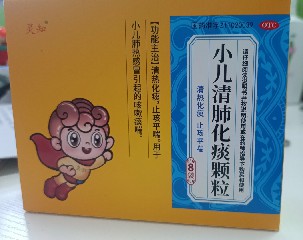 小儿清肺化痰颗粒
清热化痰 止咳平喘
OTC
8袋
【功能主治】清热化痰,止咳平喘。用于
小儿肺热感冒引起的咳嗽痰喘。